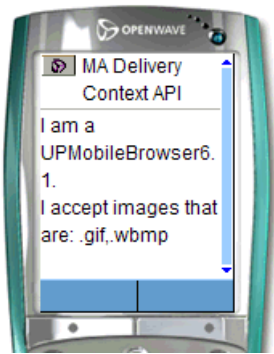 OPENWAVE
MA Delivery
Context API
I am a
UPMobileBrowser6.
1.
I accept images that
are: .gif,.wbmp